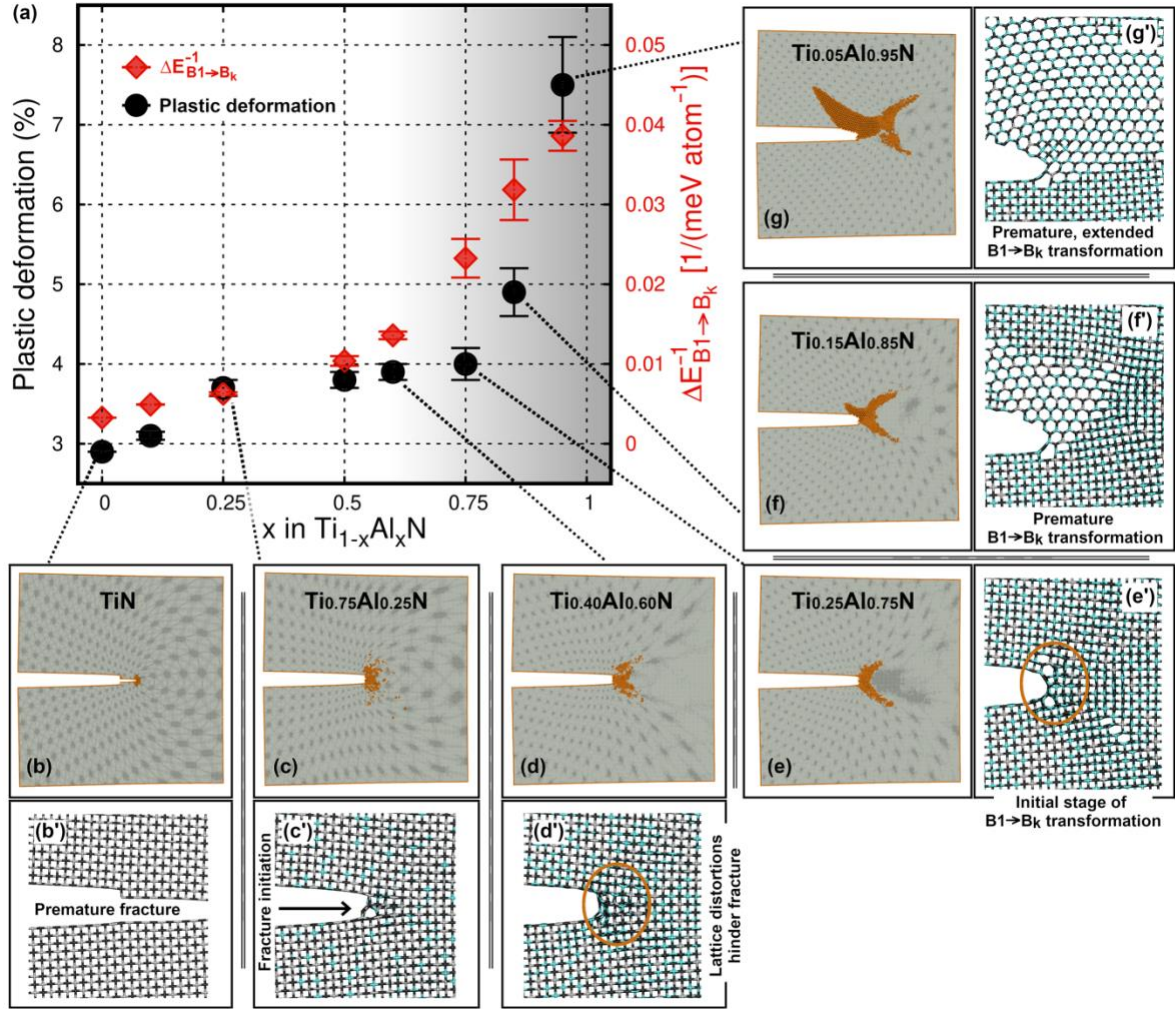 (a)
8
7
6
5
4
3
Plastic deformation (%)
ΔE⁻¹B1→Bk
Plastic deformation
0.05
0.04
0.03
0.02
0.01
0
ΔE⁻¹B1→Bk [1/(meV atom⁻¹)]
0
0.25
0.5
0.75
1
x in Ti1-xAlxN
Ti0.05Al0.95N
(g)
(g')
Premature, extended
B1→Bk transformation
Ti0.15Al0.85N
(f)
(f')
Premature
B1→Bk transformation
TiN
(b)
Ti0.75Al0.25N
(c)
Ti0.40Al0.60N
(d)
Ti0.25Al0.75N
(e)
(e')
Initial stage of
B1→Bk transformation
(b')
Premature fracture
(c')
Fracture initiation
(d')
Lattice distortions
hinder fracture